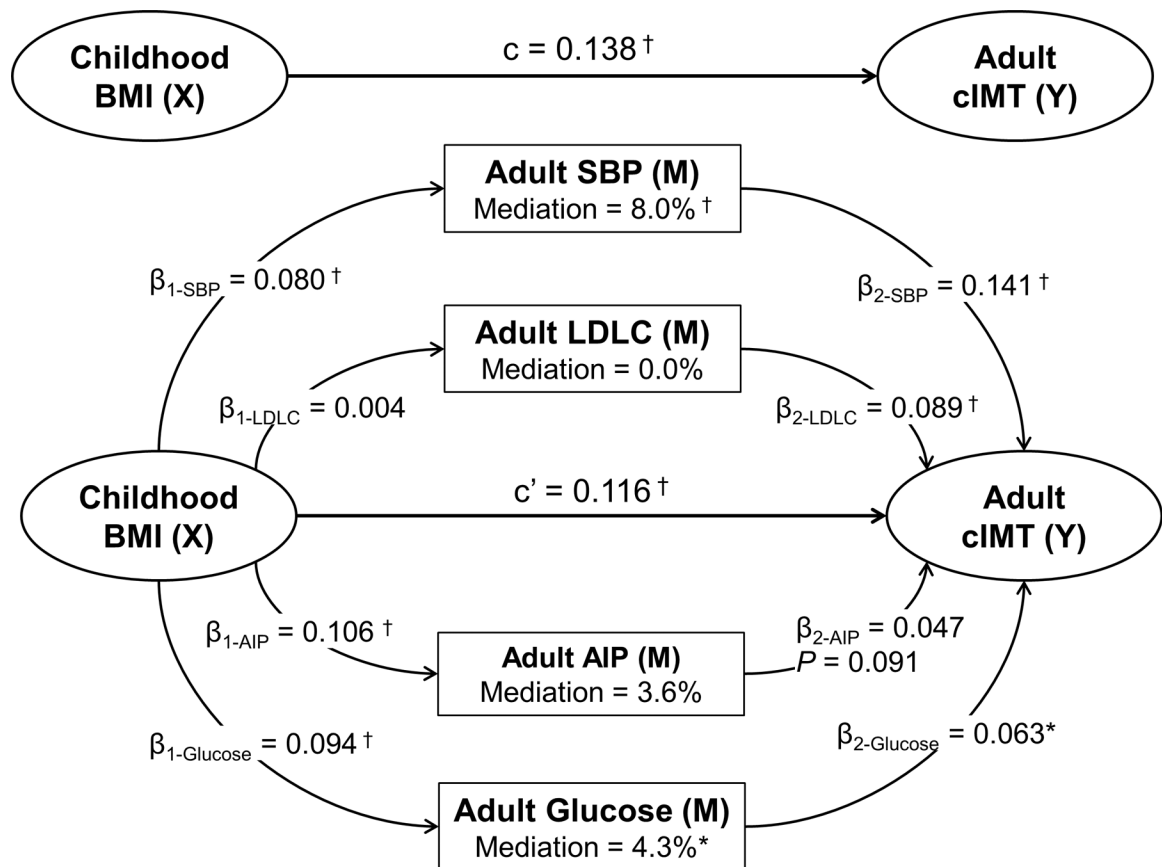 Childhood
BMI (X)
c = 0.138 †
Adult
cIMT (Y)
Adult SBP (M)
Mediation = 8.0% †
β1-SBP = 0.080 †
β2-SBP = 0.141 †
Adult LDLC (M)
Mediation = 0.0%
β1-LDLC = 0.004
β2-LDLC = 0.089 †
Childhood
BMI (X)
c’ = 0.116 †
Adult
cIMT (Y)
β1-AIP = 0.106 †
β2-AIP = 0.047
P = 0.091
Adult AIP (M)
Mediation = 3.6%
β1-Glucose = 0.094 †
β2-Glucose = 0.063*
Adult Glucose (M)
Mediation = 4.3%*